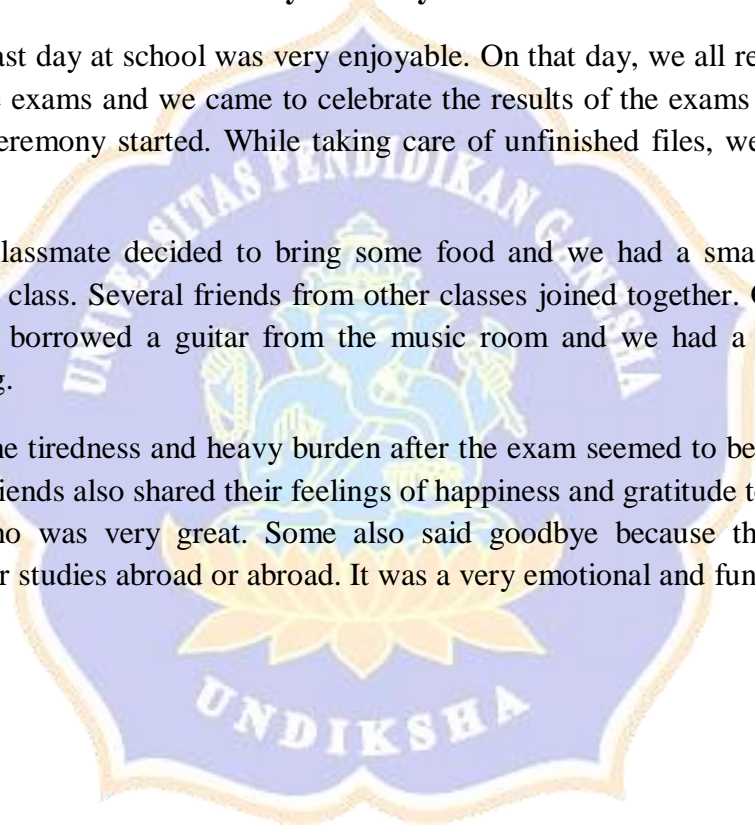 ast day at school was very enjoyable. On that day, we all re
exams and we came to celebrate the results of the exams
eremony started. While taking care of unfinished files, we
UNIVERSITAS PENDIDIKAN GANESHA
lassmate decided to bring some food and we had a sma
class. Several friends from other classes joined together.
borrowed a guitar from the music room and we had a
g.
ne tiredness and heavy burden after the exam seemed to be
iends also shared their feelings of happiness and gratitude t
no was very great. Some also said goodbye because th
r studies abroad or abroad. It was a very emotional and fun
UNDIKSHA